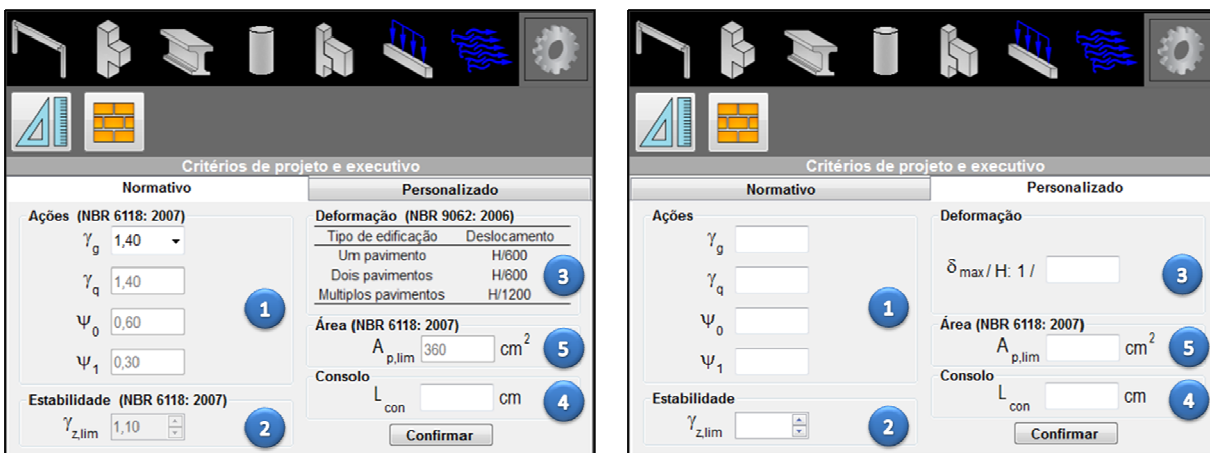 Critérios de projeto e executivo
Normativo
Personalizado
Ações (NBR 6118: 2007)
γg 1,40
γq 1,40
Ψ0 0,60
Ψ1 0,30
1
Estabilidade (NBR 6118: 2007)
γz,lim 1,10
2
Deformação (NBR 9062: 2006)
Tipo de edificação Deslocamento
Um pavimento H/600
Dois pavimentos H/600
Multiplos pavimentos H/1200
3
Área (NBR 6118: 2007)
Ap,lim 360 cm²
5
Consolo
Lcon cm
4
Confirmar
Critérios de projeto e executivo
Normativo
Personalizado
Ações
γg
γq
Ψ0
Ψ1
1
Estabilidade
γz,lim
2
Deformação
δmax / H: 1 /
3
Área (NBR 6118: 2007)
Ap,lim cm²
5
Consolo
Lcon cm
4
Confirmar